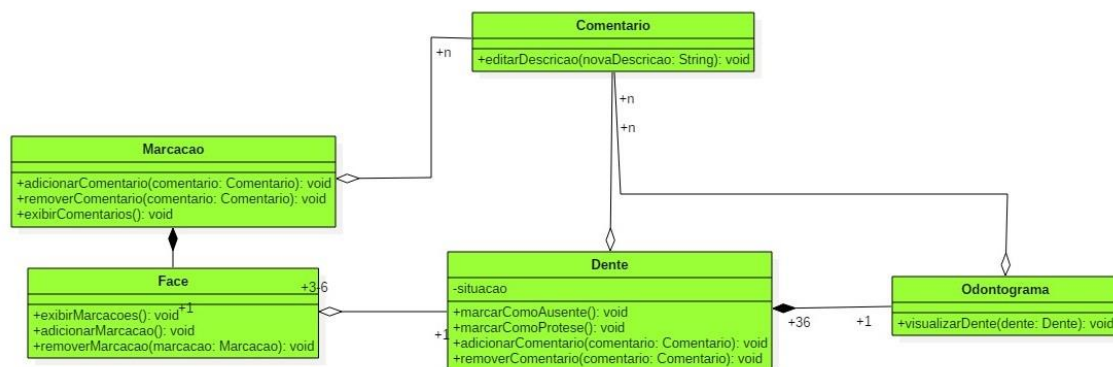 Comentario
+editarDescricao(novaDescricao: String): void
+n
+n
+n
Marcacao
+adicionarComentario(comentario: Comentario): void
+removerComentario(comentario: Comentario): void
+exibirComentarios(): void
Face
+exibirMarcacoes(): void
+adicionarMarcacao(): void
+removerMarcacao(marcacao: Marcacao): void
+3-6
+1
+1
Dente
-situacao
+marcarComoAusente(): void
+marcarComoProtese(): void
+adicionarComentario(comentario: Comentario): void
+removerComentario(comentario: Comentario): void
+36
+1
Odontograma
+visualizarDente(dente: Dente): void